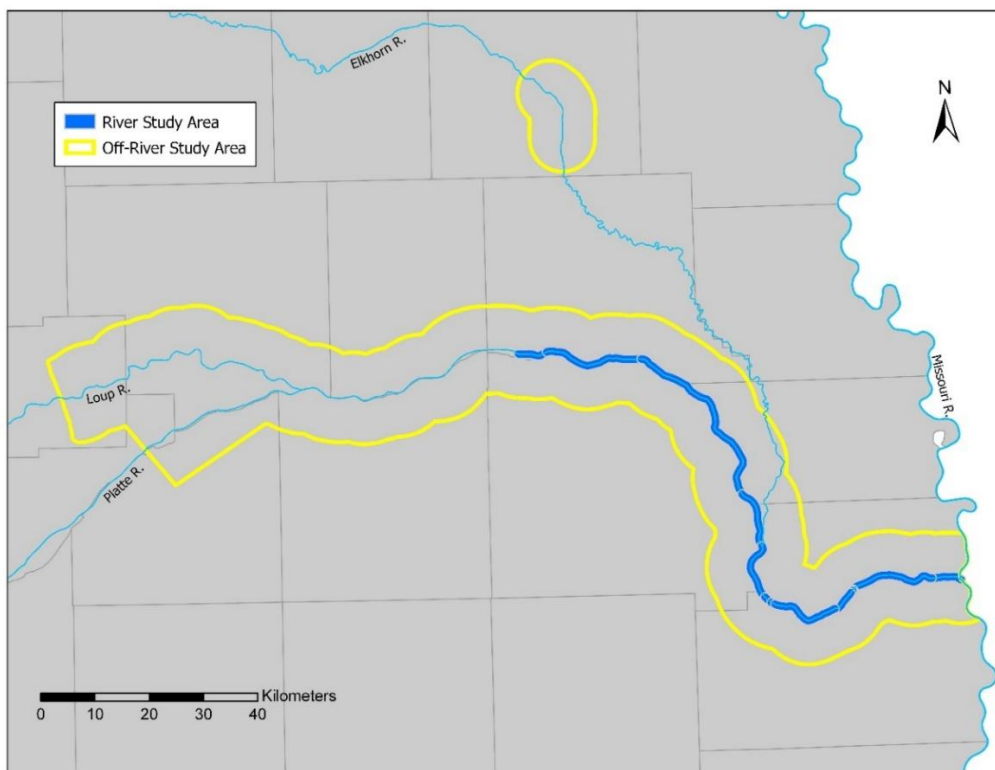 Elkhorn R.
N
River Study Area
Off-River Study Area
Missouri R.
Loup R.
Platte R.
Kilometers
0 10 20 30 40